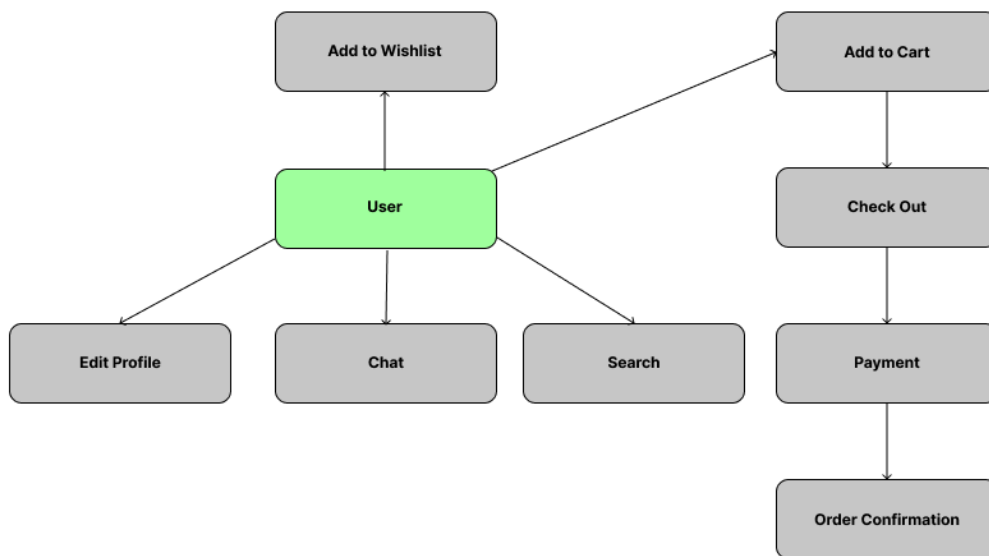 Add to Wishlist
Add to Cart
User
Check Out
Edit Profile
Chat
Search
Payment
Order Confirmation